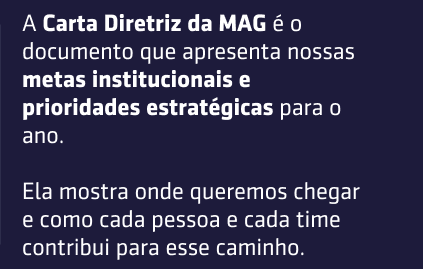 A Carta Diretriz da MAG é o
documento que apresenta nossas
metas institucionais e
prioridades estratégicas para o
ano.
Ela mostra onde queremos chegar
e como cada pessoa e cada time
contribui para esse caminho.